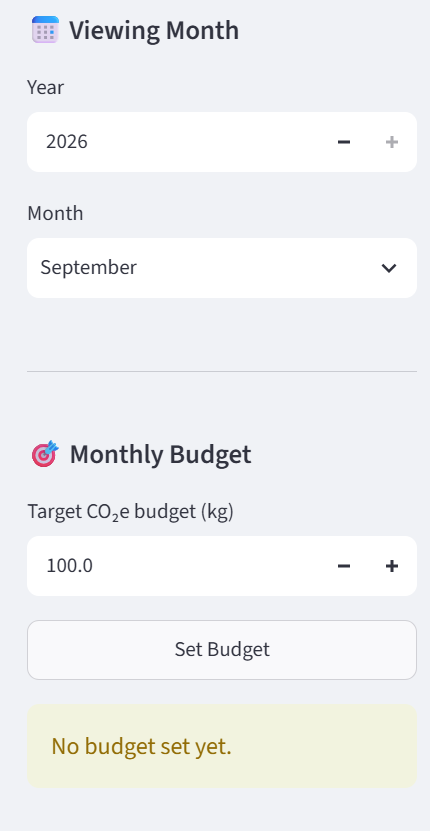 Viewing Month
Year
2026
Month
September
Monthly Budget
Target CO₂e budget (kg)
100.0
Set Budget
No budget set yet.